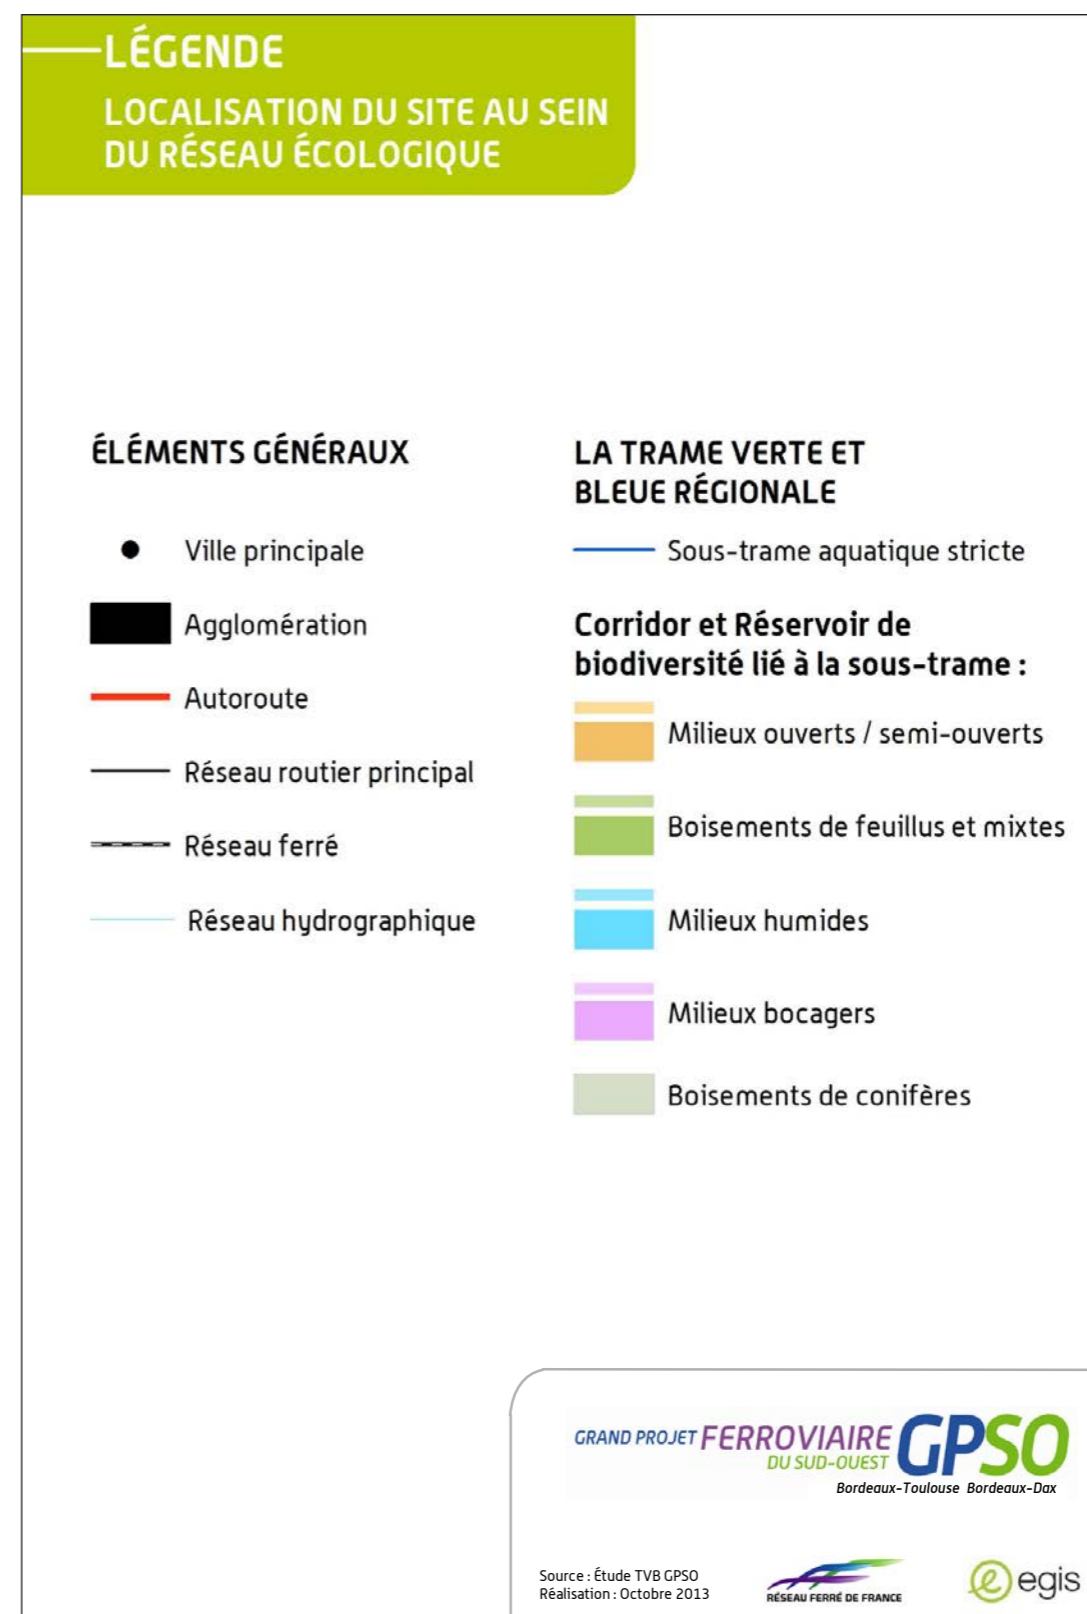 LÉGENDE
LOCALISATION DU SITE AU SEIN
DU RÉSEAU ÉCOLOGIQUE
ÉLÉMENTS GÉNÉRAUX
Ville principale
Agglomération
Autoroute
Réseau routier principal
Réseau ferré
Réseau hydrographique
LA TRAME VERTE ET
BLEUE RÉGIONALE
Sous-trame aquatique stricte
Corridor et Réservoir de
biodiversité lié à la sous-trame :
Milieux ouverts / semi-ouverts
Boisements de feuillus et mixtes
Milieux humides
Milieux bocagers
Boisements de conifères
GRAND PROJET FERROVIAIRE GPSO
DU SUD-OUEST
Bordeaux-Toulouse Bordeaux-Dax
Source : Étude TVB GPSO
Réalisation : Octobre 2013
RÉSEAU FERRÉ DE FRANCE
egis